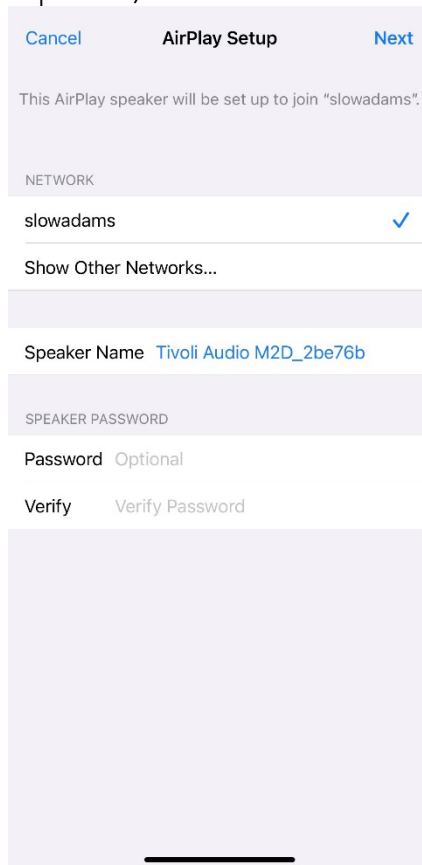 Cancel AirPlay Setup Next
This AirPlay speaker will be set up to join “slowadams”.
NETWORK
slowadams
Show Other Networks...
Speaker Name Tivoli Audio M2D_2be76b
SPEAKER PASSWORD
Password Optional
Verify Verify Password